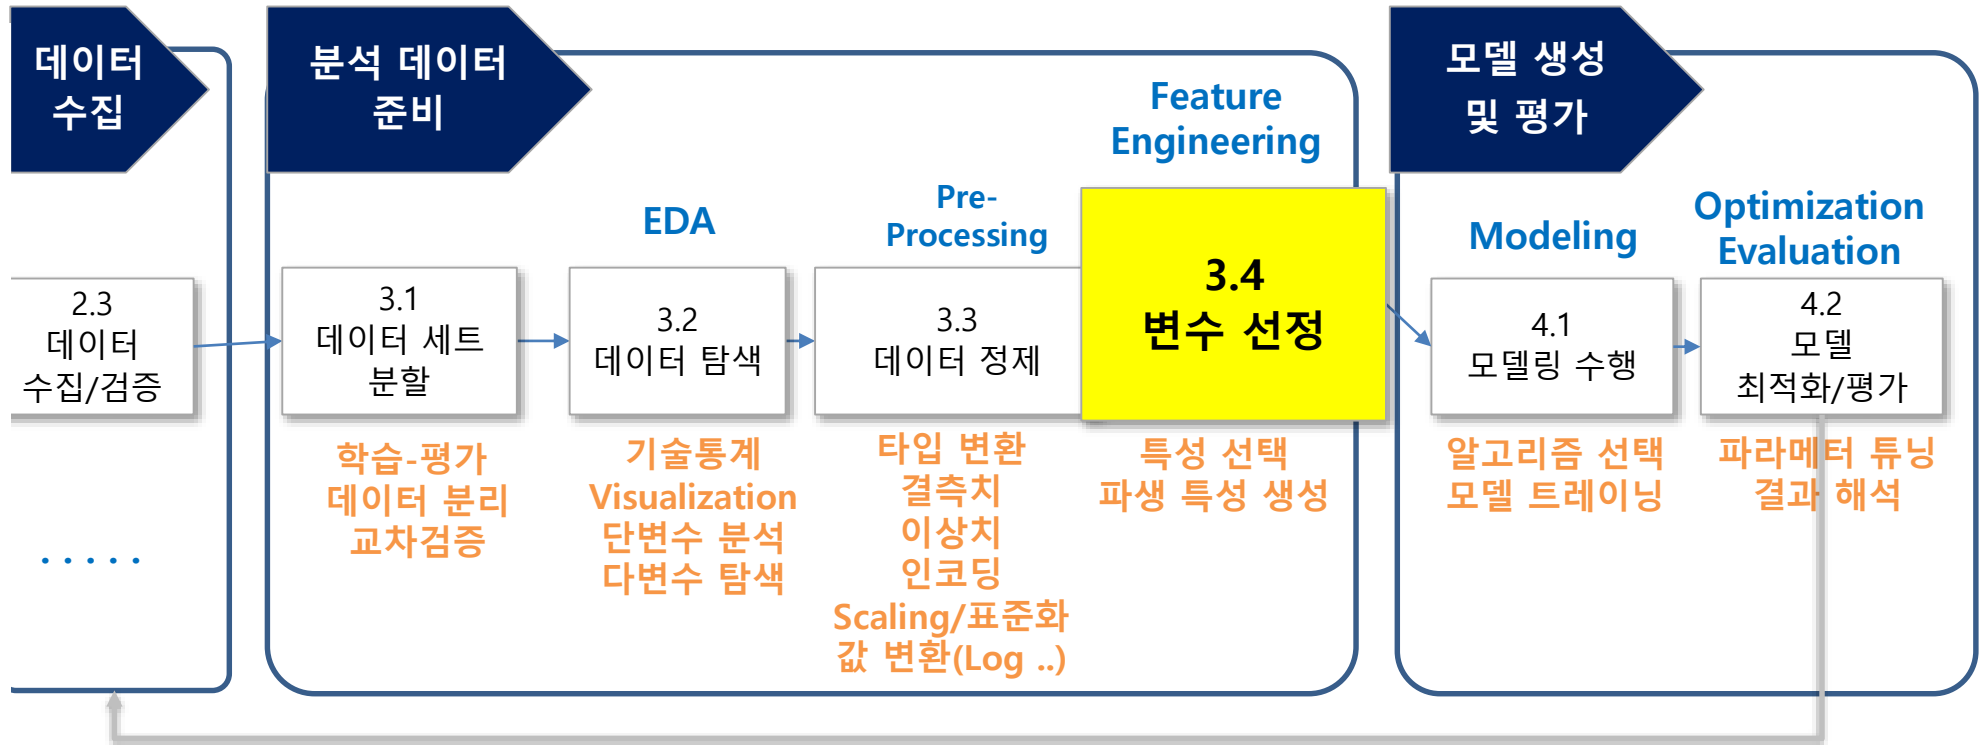 데이터
수집
2.3
데이터
수집/검증
.....
분석 데이터
준비
3.1
데이터 세트
분할
학습-평가
데이터 분리
교차검증
EDA
3.2
데이터 탐색
기술통계
Visualization
단변수 분석
다변수 탐색
Pre-
Processing
3.3
데이터 정제
타입 변환
결측치
이상치
인코딩
Scaling/표준화
값 변환(Log ..)
Feature
Engineering
3.4
변수 선정
특성 선택
파생 특성 생성
모델 생성
및 평가
Modeling
4.1
모델링 수행
알고리즘 선택
모델 트레이닝
Optimization
Evaluation
4.2
모델
최적화/평가
파라메터 튜닝
결과 해석